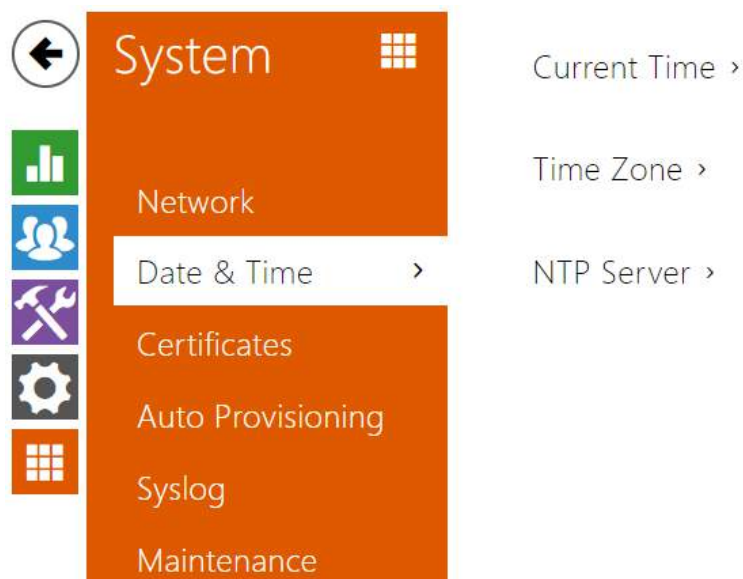 System
Network
Date & Time
Certificates
Auto Provisioning
Syslog
Maintenance
Current Time
Time Zone
NTP Server